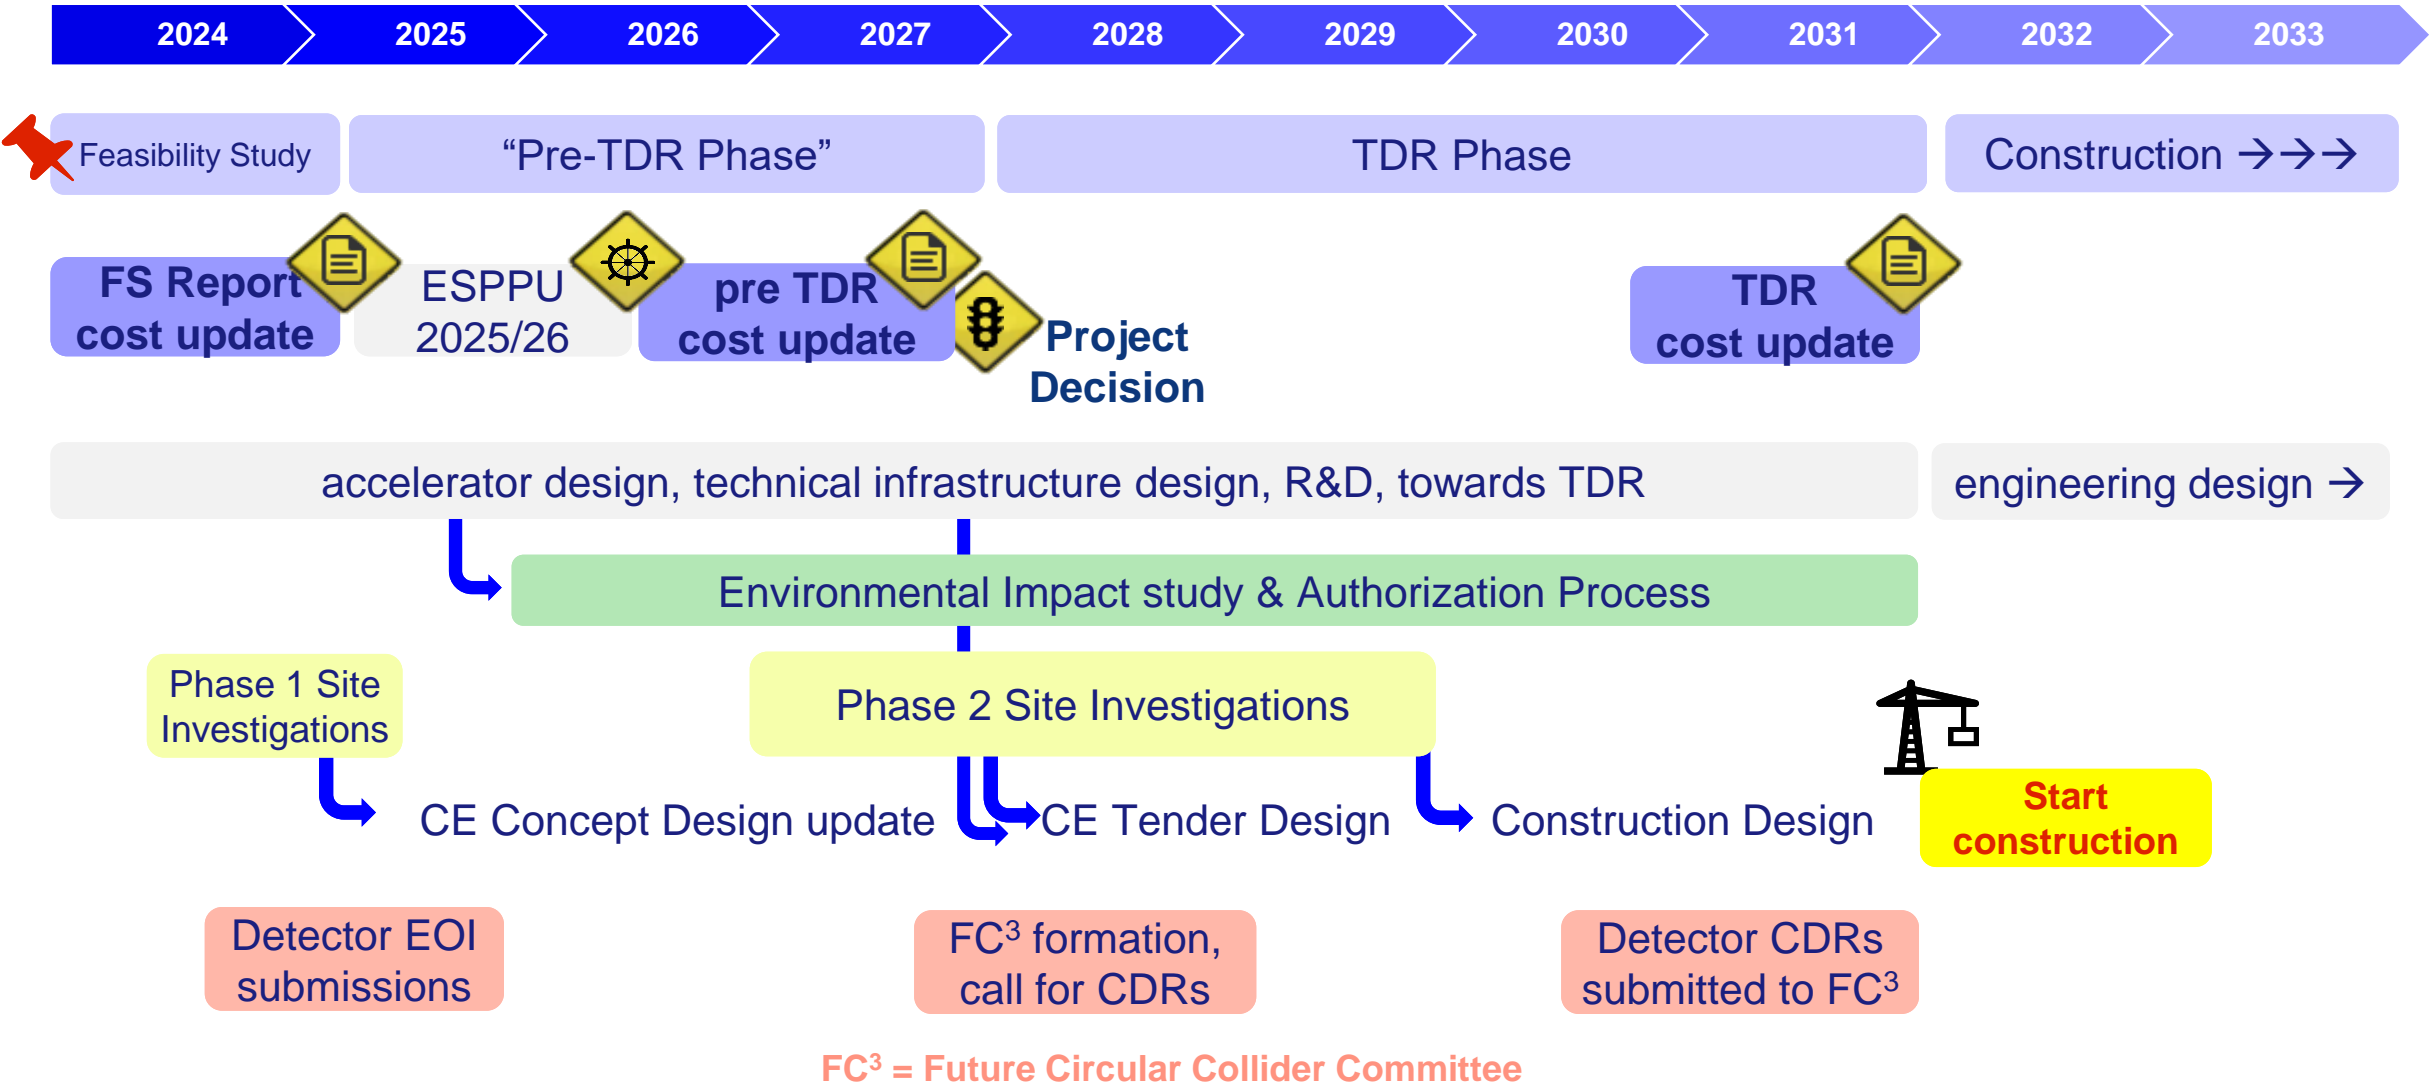 2024 2025 2026 2027 2028 2029 2030 2031 2032 2033
Feasibility Study
“Pre-TDR Phase”
TDR Phase
Construction →→→
FS Report
cost update
ESPPU
2025/26
pre TDR
cost update
Project
Decision
TDR
cost update
accelerator design, technical infrastructure design, R&D, towards TDR
engineering design →
Environmental Impact study & Authorization Process
Phase 1 Site
Investigations
Phase 2 Site Investigations
CE Concept Design update
CE Tender Design
Construction Design
Start
construction
Detector EOI
submissions
FC³ formation,
call for CDRs
Detector CDRs
submitted to FC³
FC³ = Future Circular Collider Committee